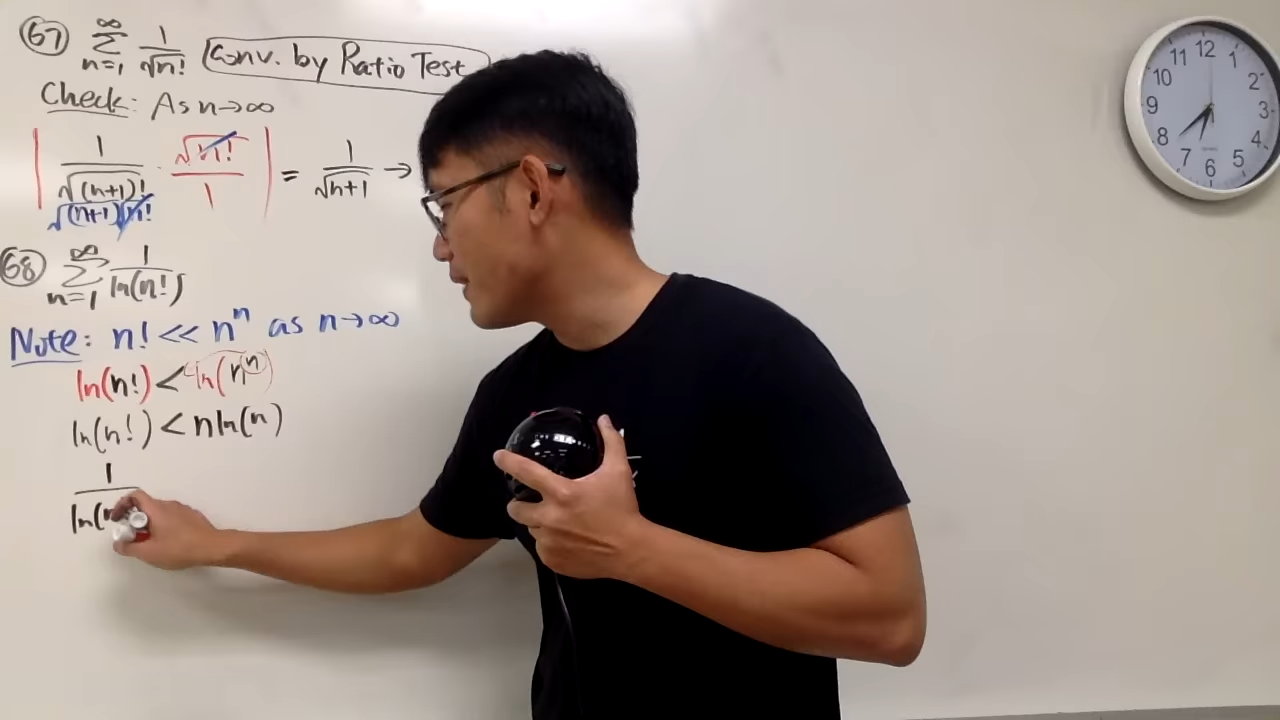 67 ∞ Σ n=1 1/√n! Conv. by Ratio Test
Check: As n→∞
| 1/√(n+1)! · √n!/1 | = 1/√n+1 →
√(n+1) n!
68 ∞ Σ n=1 1/ln(n!)
Note: n! << n^n as n→∞
ln(n!) < ln(n^n)
ln(n!) < n ln(n)
1
ln(
12
1
2
3
4
5
6
7
8
9
10
11